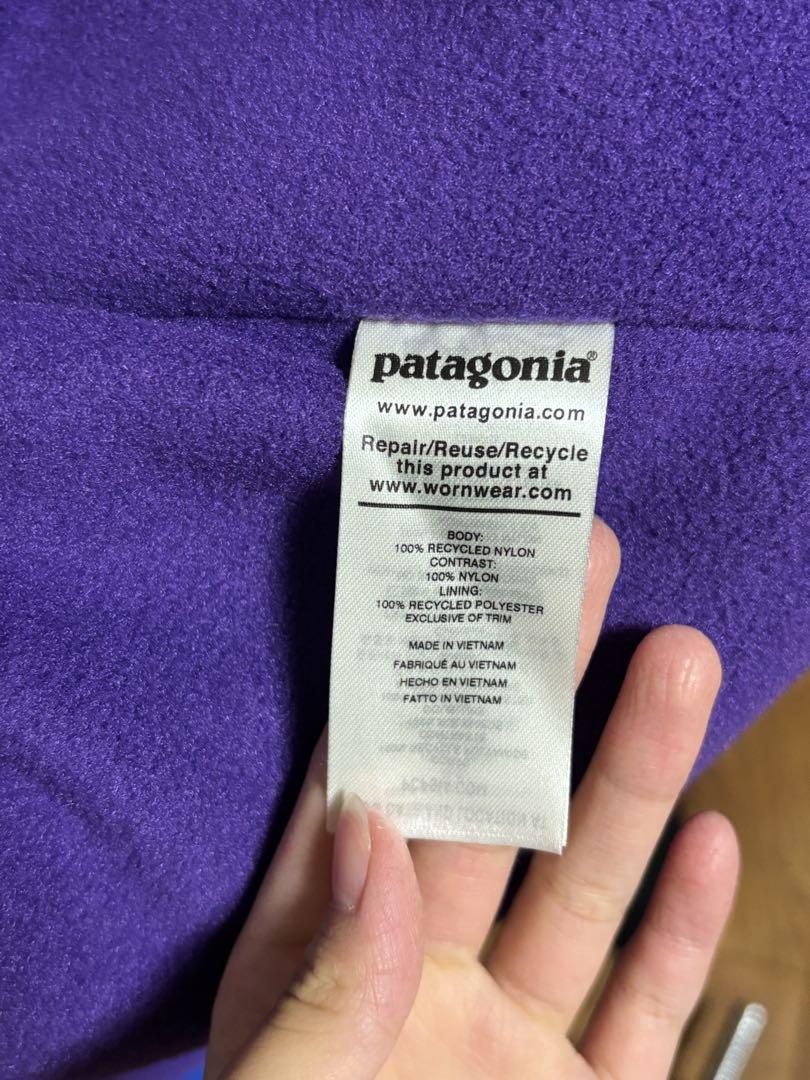 patagonia®
www.patagonia.com
Repair/Reuse/Recycle
this product at
www.wornwear.com
BODY:
100% RECYCLED NYLON
CONTRAST:
100% NYLON
LINING:
100% RECYCLED POLYESTER
EXCLUSIVE OF TRIM
MADE IN VIETNAM
FABRIQUÉ AU VIETNAM
HECHO EN VIETNAM
FATTO IN VIETNAM